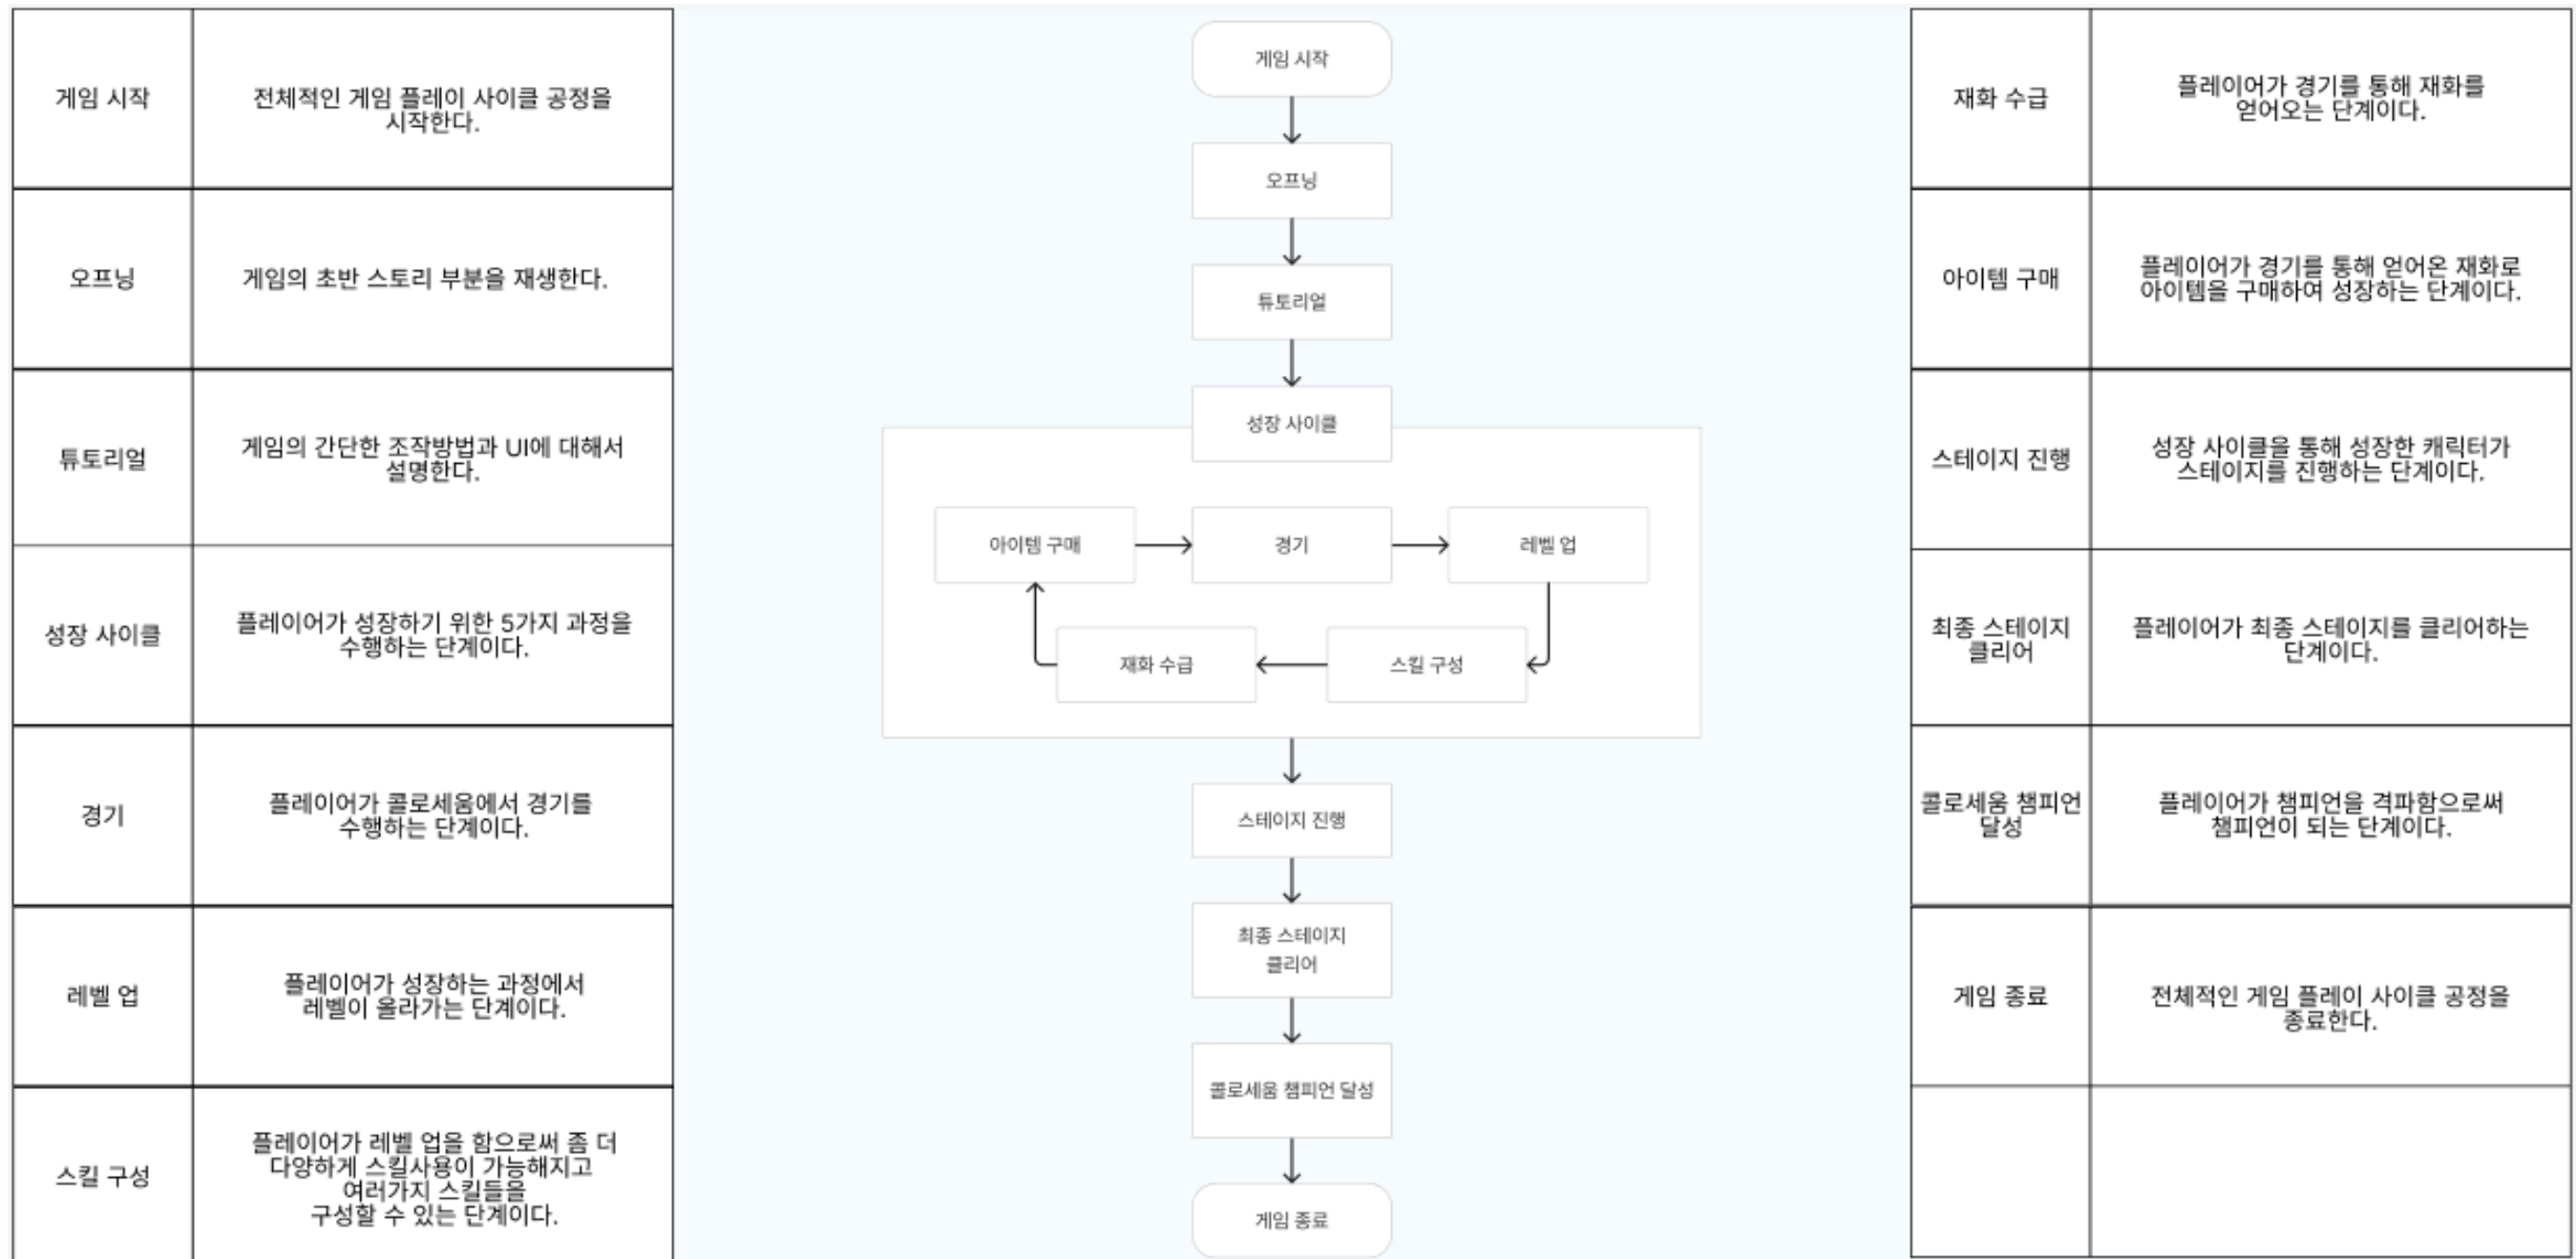 게임 시작
전체적인 게임 플레이 사이클 공정을
시작한다.
오프닝
게임의 초반 스토리 부분을 재생한다.
튜토리얼
게임의 간단한 조작방법과 UI에 대해서
설명한다.
성장 사이클
플레이어가 성장하기 위한 5가지 과정을
수행하는 단계이다.
경기
플레이어가 콜로세움에서 경기를
수행하는 단계이다.
레벨 업
플레이어가 성장하는 과정에서
레벨이 올라가는 단계이다.
스킬 구성
플레이어가 레벨 업을 함으로써 좀 더
다양하게 스킬사용이 가능해지고
여러가지 스킬들을
구성할 수 있는 단계이다.
게임 시작
오프닝
튜토리얼
성장 사이클
아이템 구매
경기
레벨 업
재화 수급
스킬 구성
스테이지 진행
최종 스테이지
클리어
콜로세움 챔피언 달성
게임 종료
재화 수급
플레이어가 경기를 통해 재화를
얻어오는 단계이다.
아이템 구매
플레이어가 경기를 통해 얻어온 재화로
아이템을 구매하여 성장하는 단계이다.
스테이지 진행
성장 사이클을 통해 성장한 캐릭터가
스테이지를 진행하는 단계이다.
최종 스테이지
클리어
플레이어가 최종 스테이지를 클리어하는
단계이다.
콜로세움 챔피언
달성
플레이어가 챔피언을 격파함으로써
챔피언이 되는 단계이다.
게임 종료
전체적인 게임 플레이 사이클 공정을
종료한다.